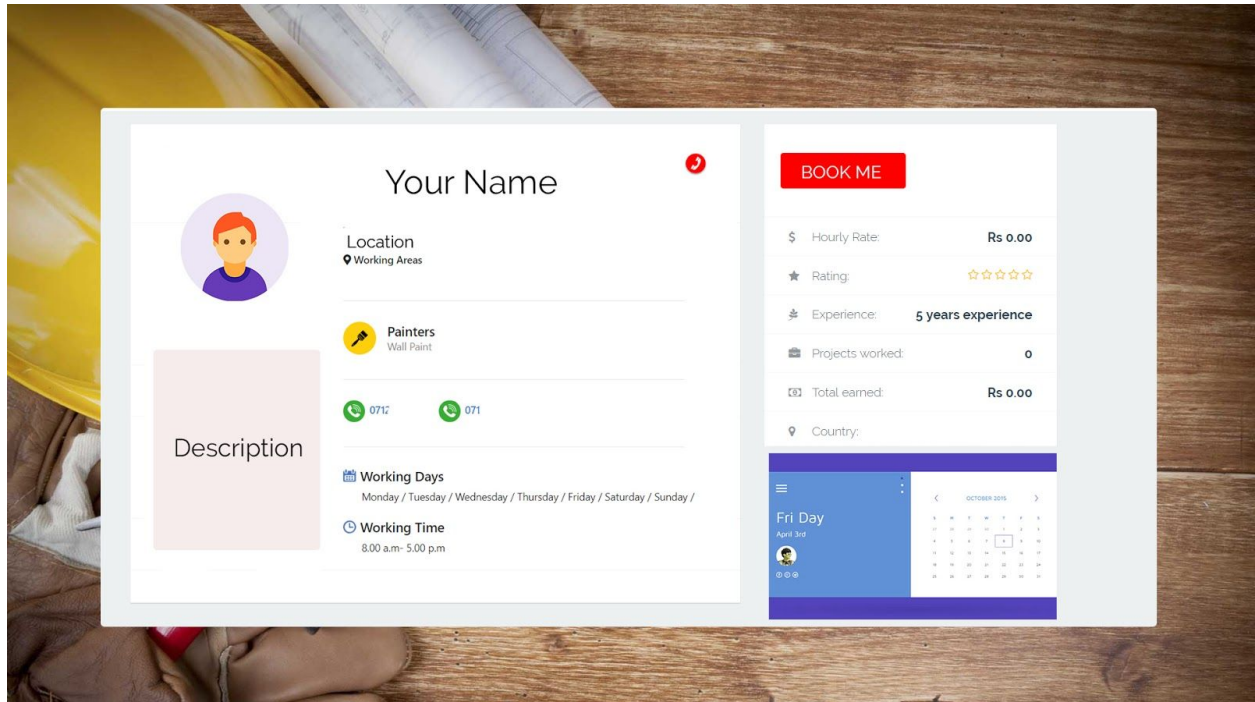 Your Name
Location
Working Areas
Painters
Wall Paint
071
Description
Working Days
Monday / Tuesday / Wednesday / Thursday / Friday / Saturday / Sunday /
Working Time
8.00 a.m- 5.00 p.m
BOOK ME
$ Hourly Rate: Rs 0.00
Rating:
Experience: 5 years experience
Projects worked: 0
Total earned: Rs 0.00
Country:
Fri Day
April 3rd
OCTOBER 2015